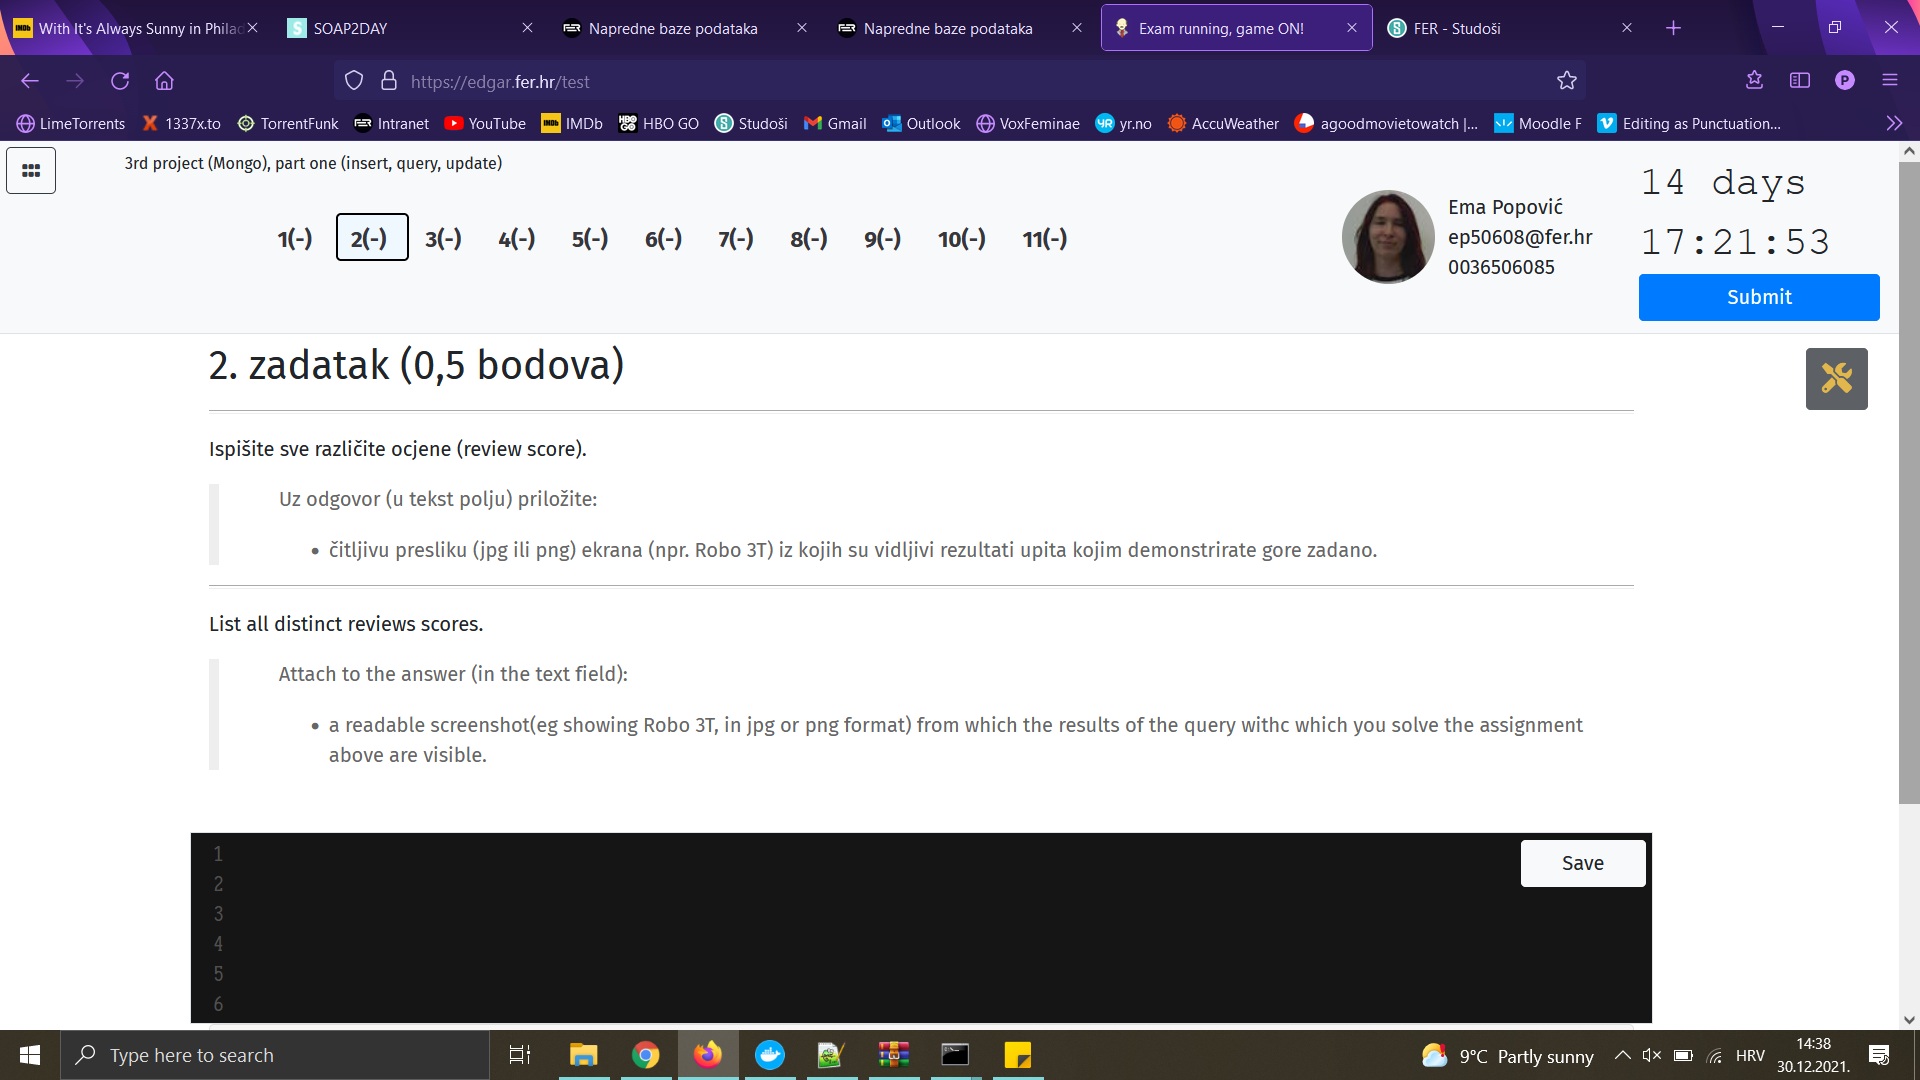 With It's Always Sunny in Philad
SOAP2DAY
Napredne baze podataka
Napredne baze podataka
Exam running, game ON!
FER - Studoši
https://edgar.fer.hr/test
LimeTorrents
1337x.to
TorrentFunk
Intranet
YouTube
IMDb
HBO GO
Studoši
Gmail
Outlook
VoxFeminae
yr.no
AccuWeather
agoodmovietowatch |...
Moodle F
Editing as Punctuation...
3rd project (Mongo), part one (insert, query, update)
1(-) 2(-) 3(-) 4(-) 5(-) 6(-) 7(-) 8(-) 9(-) 10(-) 11(-)
Ema Popović
ep50608@fer.hr
0036506085
14 days
17:21:53
Submit
2. zadatak (0,5 bodova)
Ispišite sve različite ocjene (review score).
Uz odgovor (u tekst polju) priložite:
• čitljivu presliku (jpg ili png) ekrana (npr. Robo 3T) iz kojih su vidljivi rezultati upita kojim demonstrirate gore zadano.
List all distinct reviews scores.
Attach to the answer (in the text field):
• a readable screenshot(eg showing Robo 3T, in jpg or png format) from which the results of the query withc which you solve the assignment
above are visible.
Save
1
2
3
4
5
6
Type here to search
9°C Partly sunny
HRV
14:38
30.12.2021.